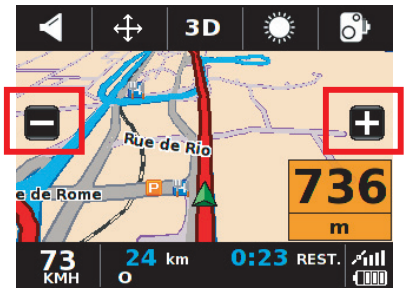 3D
Rue de Rio
e de Rome
P
736
m
73
KMH
24 km
O
0:23 REST.